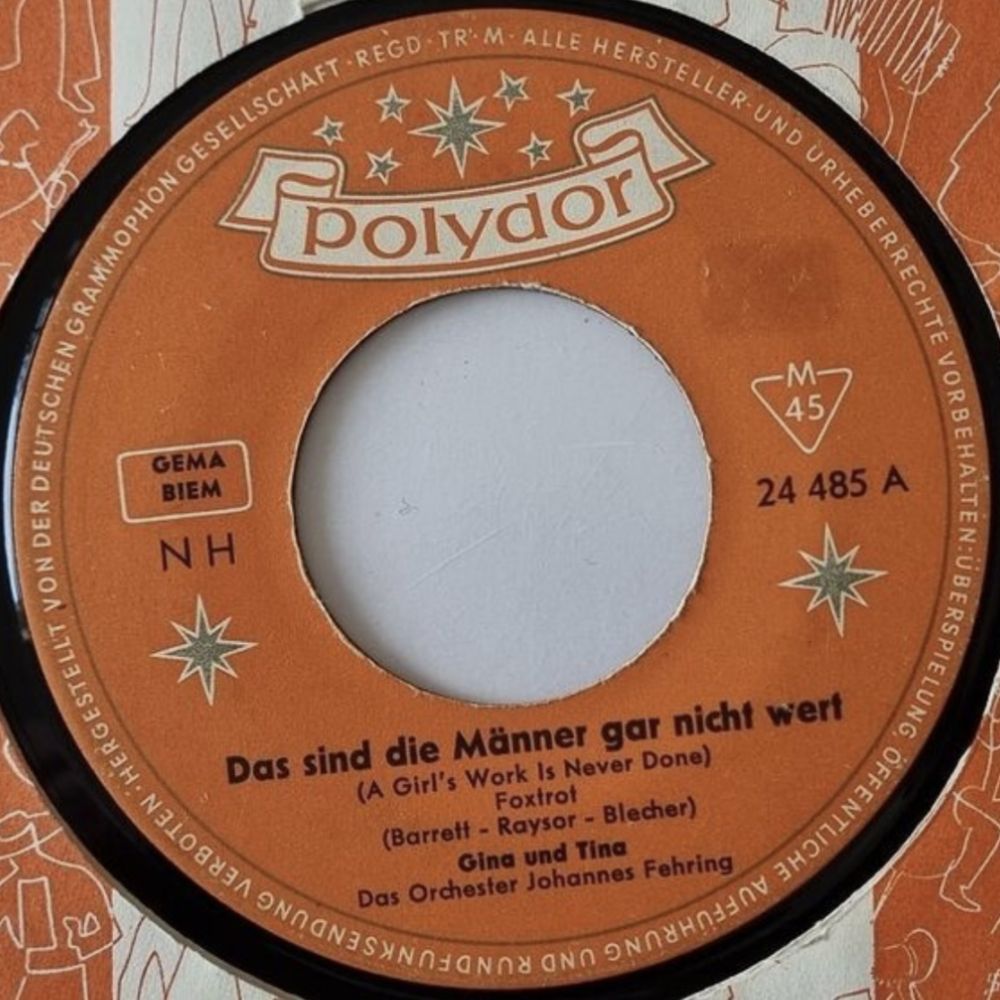 HERGESTELLT VON DER DEUTSCHEN GRAMMOPHON GESELLSCHAFT · REGD · TR · M · ALLE HERSTELLER- UND URHEBERRECHTE VORBEHALTEN: ÜBERSPIELUNG, ÖFFENTLICHE AUFFÜHRUNG UND RUNDFUNKSENDUNG VERBOTEN ·
polydor
M
45
GEMA
BIEM
24 485 A
N H
Das sind die Männer gar nicht wert
(A Girl's Work Is Never Done)
Foxtrot
(Barrett - Raysor - Blecher)
Gina und Tina
Das Orchester Johannes Fehring